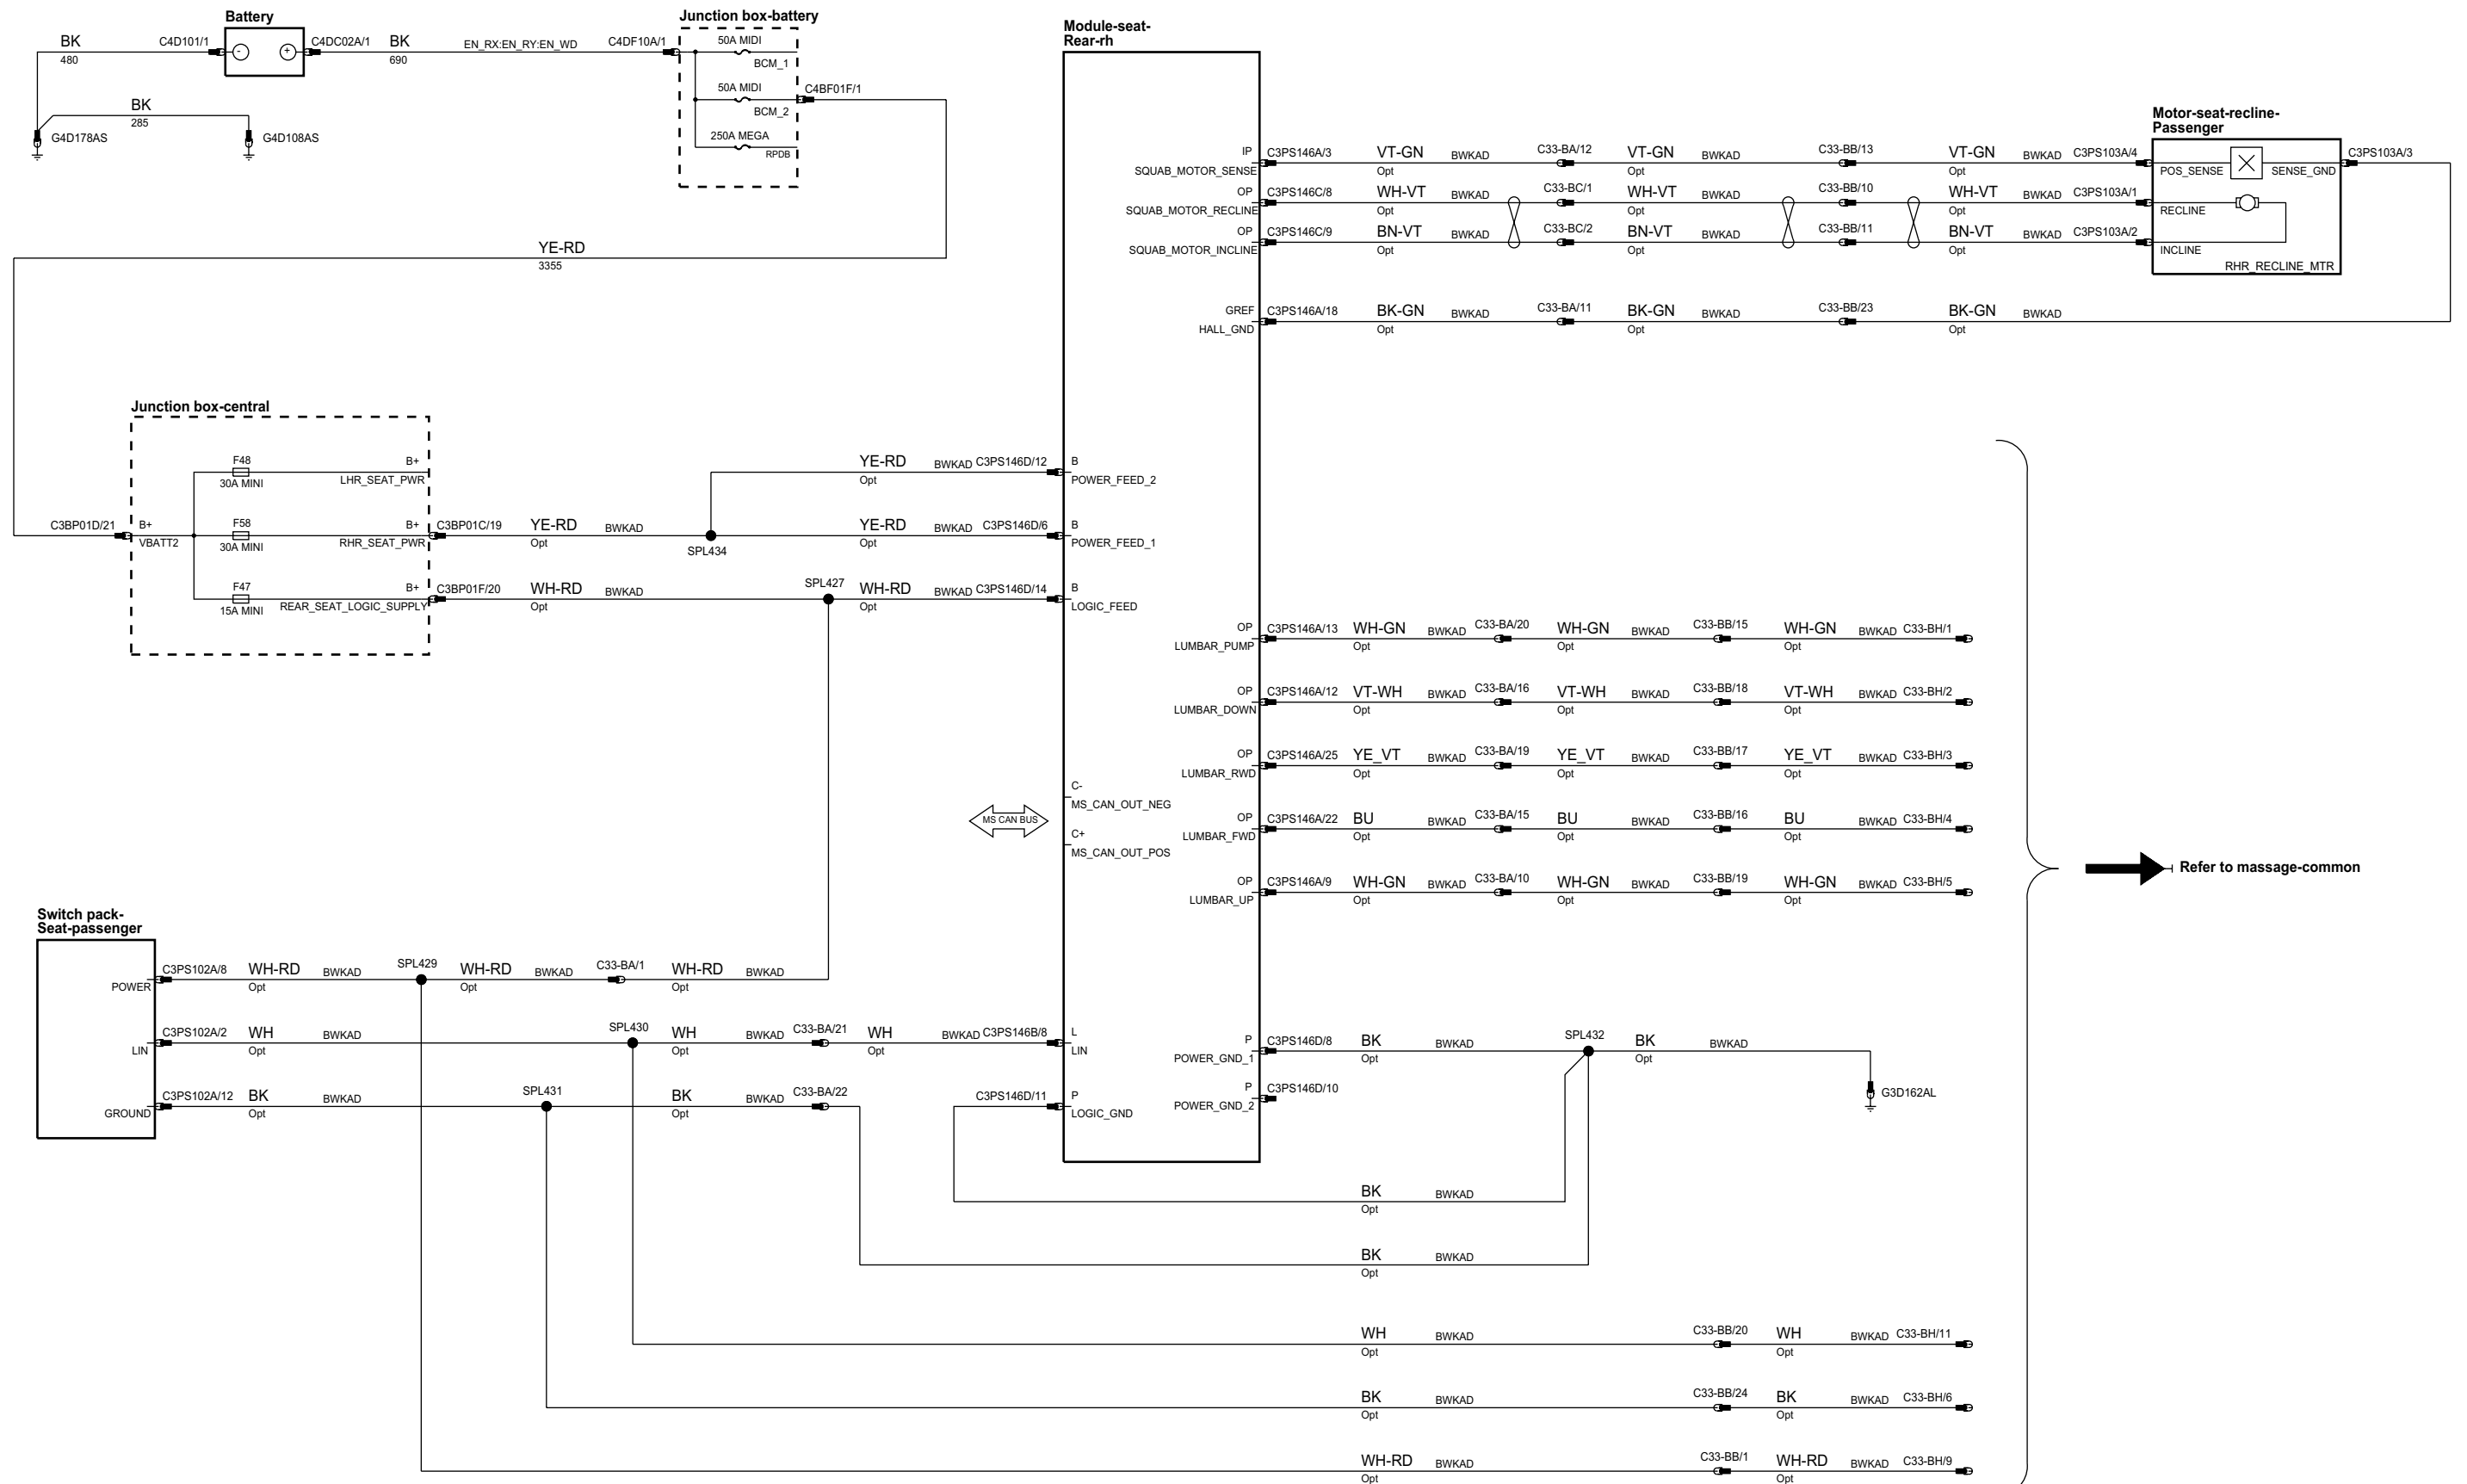 Battery
BK
480
C4D101/1
-
+
C4DC02A/1
BK
690
EN_RX:EN_RY:EN_WD
C4DF10A/1
BK
285
G4D178AS
G4D108AS
Junction box-battery
50A MIDI
BCM_1
50A MIDI
BCM_2
C4BF01F/1
250A MEGA
RPDB
YE-RD
3355
Module-seat-
Rear-rh
IP
SQUAB_MOTOR_SENSE
C3PS146A/3
VT-GN
Opt
BWKAD
C33-BA/12
VT-GN
Opt
BWKAD
C33-BB/13
VT-GN
Opt
BWKAD
C3PS103A/4
OP
SQUAB_MOTOR_RECLINE
C3PS146C/8
WH-VT
Opt
BWKAD
C33-BC/1
WH-VT
Opt
BWKAD
C33-BB/10
WH-VT
Opt
BWKAD
C3PS103A/1
OP
SQUAB_MOTOR_INCLINE
C3PS146C/9
BN-VT
Opt
BWKAD
C33-BC/2
BN-VT
Opt
BWKAD
C33-BB/11
BN-VT
Opt
BWKAD
C3PS103A/2
GREF
HALL_GND
C3PS146A/18
BK-GN
Opt
BWKAD
C33-BA/11
BK-GN
Opt
BWKAD
C33-BB/23
BK-GN
Opt
BWKAD
Motor-seat-recline-
Passenger
POS_SENSE
SENSE_GND
C3PS103A/3
RECLINE
INCLINE
RHR_RECLINE_MTR
Junction box-central
F48
30A MINI
B+
LHR_SEAT_PWR
C3BP01D/21
B+
VBATT2
F58
30A MINI
B+
RHR_SEAT_PWR
C3BP01C/19
YE-RD
Opt
BWKAD
SPL434
YE-RD
Opt
BWKAD
C3PS146D/12
B
POWER_FEED_2
YE-RD
Opt
BWKAD
C3PS146D/6
B
POWER_FEED_1
F47
15A MINI
B+
REAR_SEAT_LOGIC_SUPPLY
C3BP01F/20
WH-RD
Opt
BWKAD
SPL427
WH-RD
Opt
BWKAD
C3PS146D/14
B
LOGIC_FEED
OP
LUMBAR_PUMP
C3PS146A/13
WH-GN
Opt
BWKAD
C33-BA/20
WH-GN
Opt
BWKAD
C33-BB/15
WH-GN
Opt
BWKAD
C33-BH/1
OP
LUMBAR_DOWN
C3PS146A/12
VT-WH
Opt
BWKAD
C33-BA/16
VT-WH
Opt
BWKAD
C33-BB/18
VT-WH
Opt
BWKAD
C33-BH/2
OP
LUMBAR_RWD
C3PS146A/25
YE_VT
Opt
BWKAD
C33-BA/19
YE_VT
Opt
BWKAD
C33-BB/17
YE_VT
Opt
BWKAD
C33-BH/3
C-
MS_CAN_OUT_NEG
MS CAN BUS
C+
MS_CAN_OUT_POS
OP
LUMBAR_FWD
C3PS146A/22
BU
Opt
BWKAD
C33-BA/15
BU
Opt
BWKAD
C33-BB/16
BU
Opt
BWKAD
C33-BH/4
OP
LUMBAR_UP
C3PS146A/9
WH-GN
Opt
BWKAD
C33-BA/10
WH-GN
Opt
BWKAD
C33-BB/19
WH-GN
Opt
BWKAD
C33-BH/5
Refer to massage-common
Switch pack-
Seat-passenger
POWER
C3PS102A/8
WH-RD
Opt
BWKAD
SPL429
WH-RD
Opt
BWKAD
C33-BA/1
WH-RD
Opt
BWKAD
LIN
C3PS102A/2
WH
Opt
BWKAD
SPL430
WH
Opt
BWKAD
C33-BA/21
WH
Opt
BWKAD
C3PS146B/8
L
LIN
GROUND
C3PS102A/12
BK
Opt
BWKAD
SPL431
BK
Opt
BWKAD
C33-BA/22
C3PS146D/11
P
LOGIC_GND
P
POWER_GND_1
C3PS146D/8
BK
Opt
BWKAD
SPL432
BK
Opt
BWKAD
G3D162AL
P
POWER_GND_2
C3PS146D/10
BK
Opt
BWKAD
BK
Opt
BWKAD
WH
Opt
BWKAD
C33-BB/20
WH
Opt
BWKAD
C33-BH/11
BK
Opt
BWKAD
C33-BB/24
BK
Opt
BWKAD
C33-BH/6
WH-RD
Opt
BWKAD
C33-BB/1
WH-RD
Opt
BWKAD
C33-BH/9